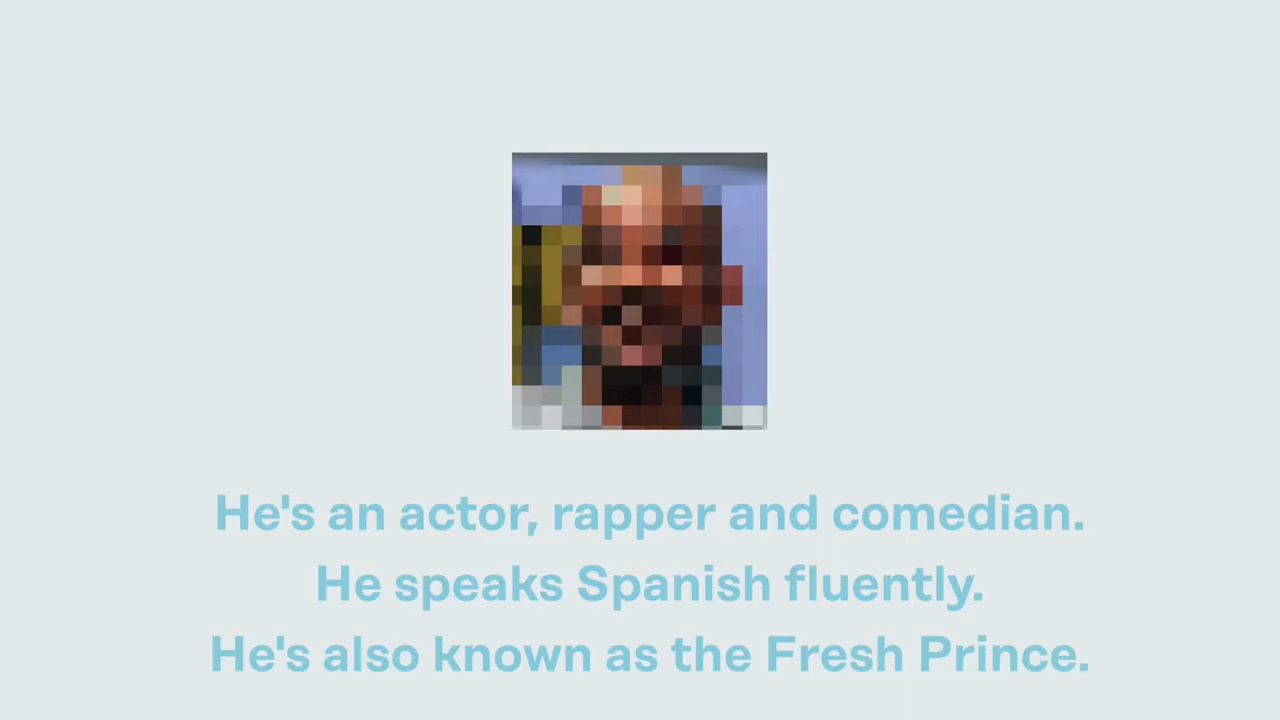 He's an actor, rapper and comedian.
He speaks Spanish fluently.
He's also known as the Fresh Prince.